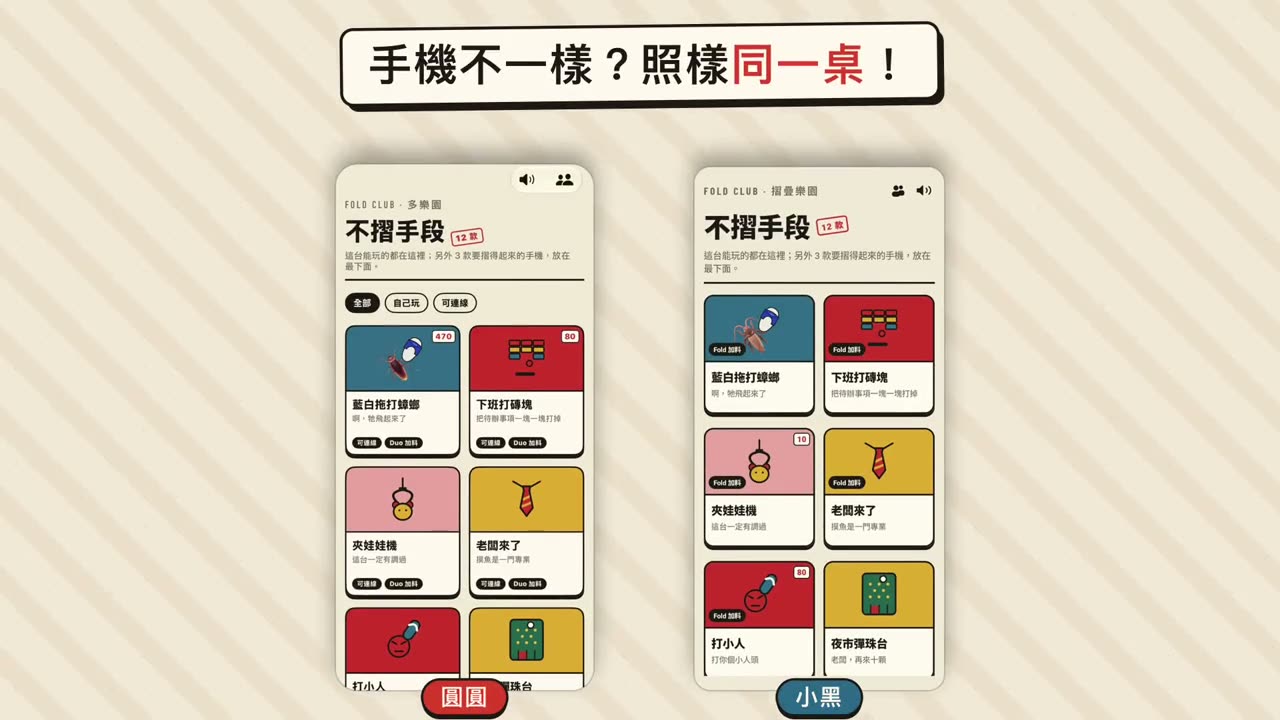 手機不一樣？照樣同一桌！
FOLD CLUB · 多樂園
不摺手段 12 款
這台能玩的都在這裡；另外 3 款要摺得起來的手機，放在
最下面。
全部 自己玩 可連線
470
藍白拖打蟑螂
啊，牠飛起來了
可連線 Duo 加料
80
下班打磚塊
把待辦事項一塊一塊打掉
可連線 Duo 加料
夾娃娃機
這台一定有調過
可連線 Duo 加料
老闆來了
摸魚是一門專業
可連線 Duo 加料
打小人
彈珠台
圓圓
FOLD CLUB · 摺疊樂園
不摺手段 12 款
這台能玩的都在這裡；另外 3 款要摺得起來的手機，放在
最下面。
Fold 加料
藍白拖打蟑螂
啊，牠飛起來了
Fold 加料
下班打磚塊
把待辦事項一塊一塊打掉
10
Fold 加料
夾娃娃機
這台一定有調過
Fold 加料
老闆來了
摸魚是一門專業
80
Fold 加料
打小人
打你個小人頭
夜市彈珠台
老闆，再來十顆
小黑